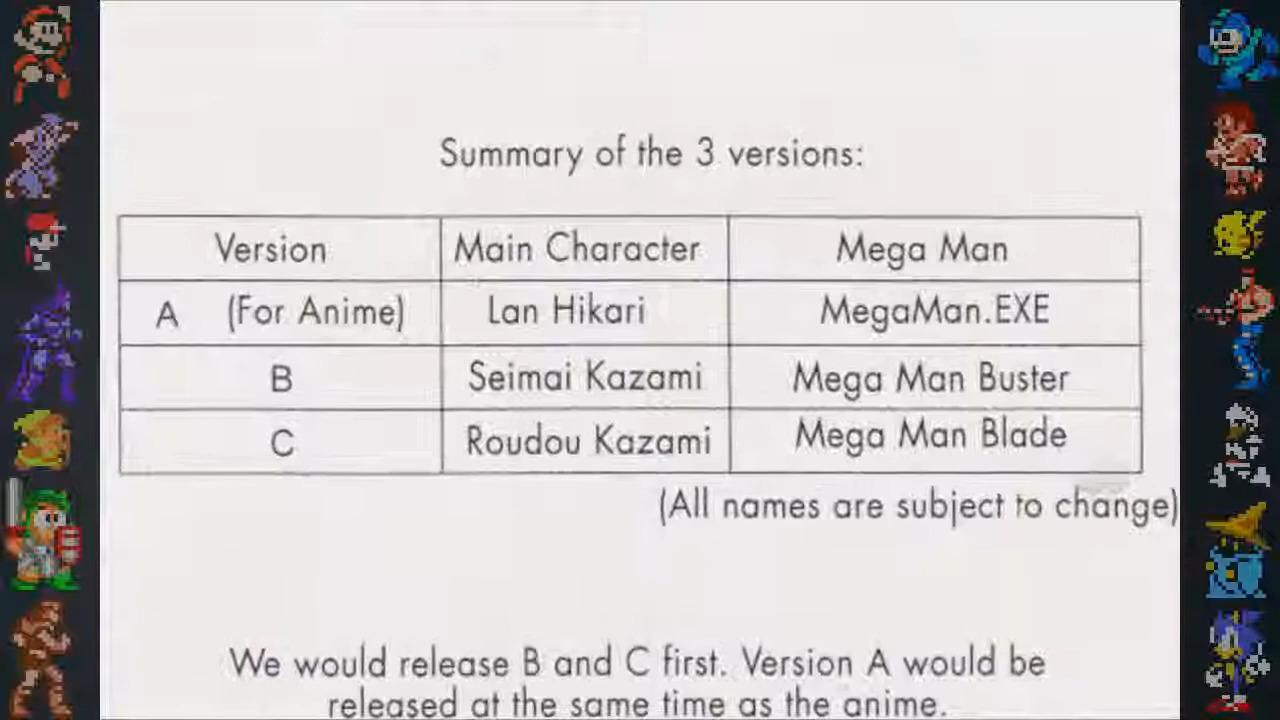 Summary of the 3 versions:
Version Main Character Mega Man
A (For Anime) Lan Hikari MegaMan.EXE
B Seimai Kazami Mega Man Buster
C Roudou Kazami Mega Man Blade
(All names are subject to change)
We would release B and C first. Version A would be
released at the same time as the anime.